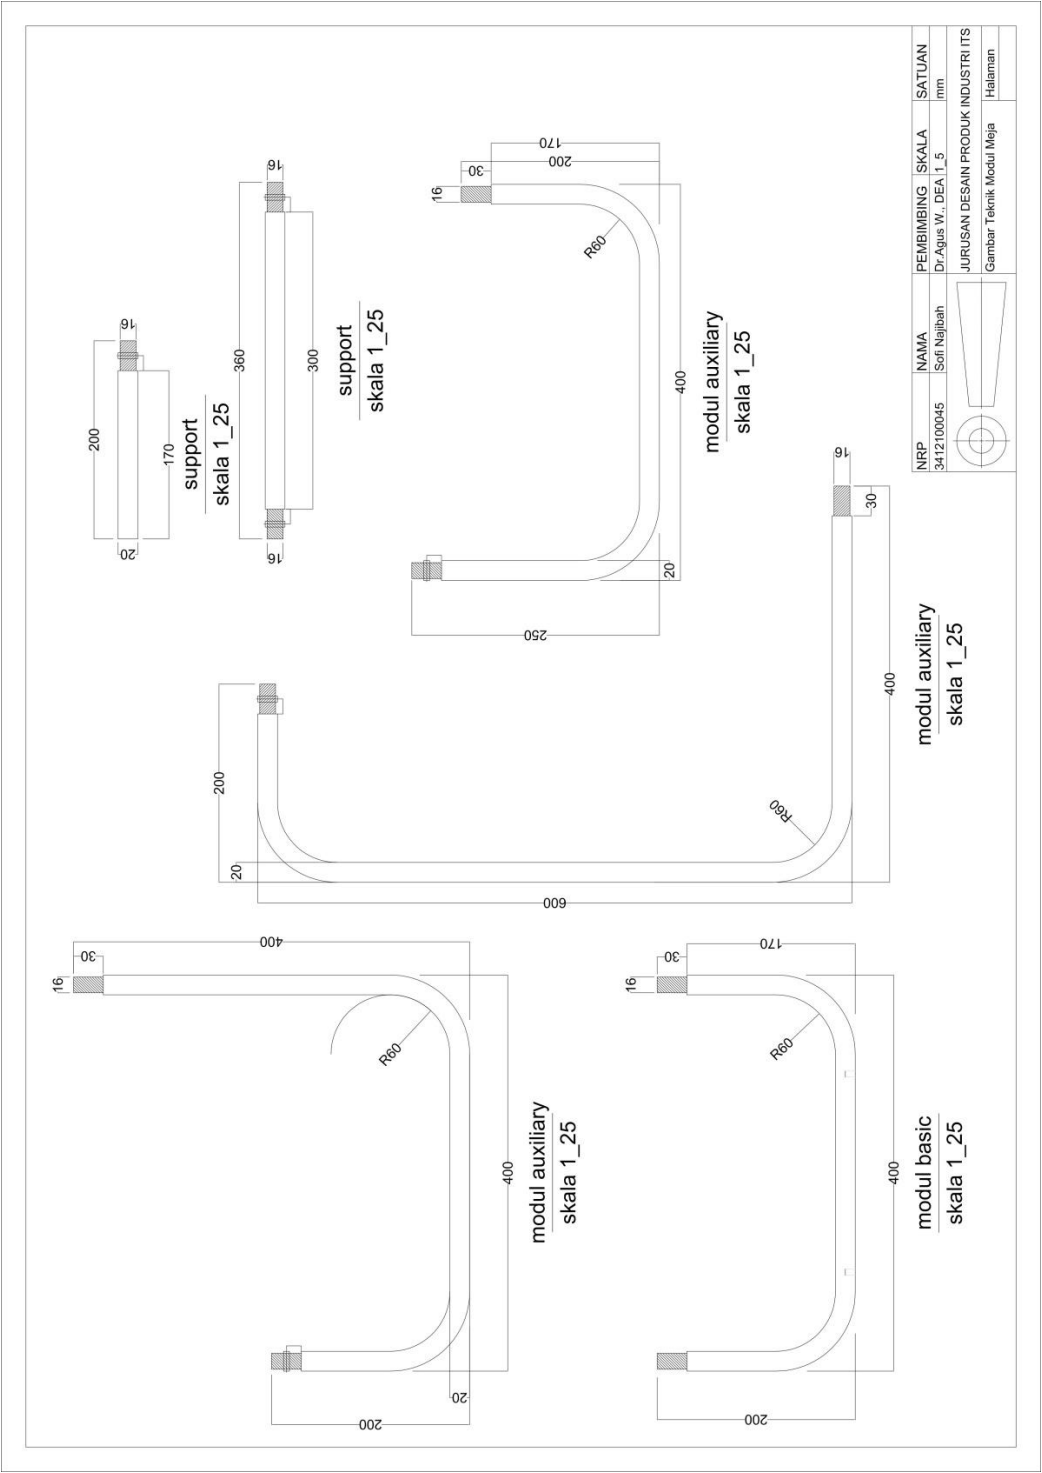 200
16
170
20
support
skala 1_25
360
16
16
300
support
skala 1_25
170
200
30
16
R60
400
20
250
modul auxiliary
skala 1_25
200
20
600
R60
16
30
400
modul auxiliary
skala 1_25
400
30
16
R60
400
20
200
modul auxiliary
skala 1_25
170
30
16
R60
400
200
modul basic
skala 1_25
NRP
3412100045
NAMA
Sofi Najibah
PEMBIMBING
Dr.Agus W., DEA
SKALA
1_5
SATUAN
mm
JURUSAN DESAIN PRODUK INDUSTRI ITS
Gambar Teknik Modul Meja
Halaman